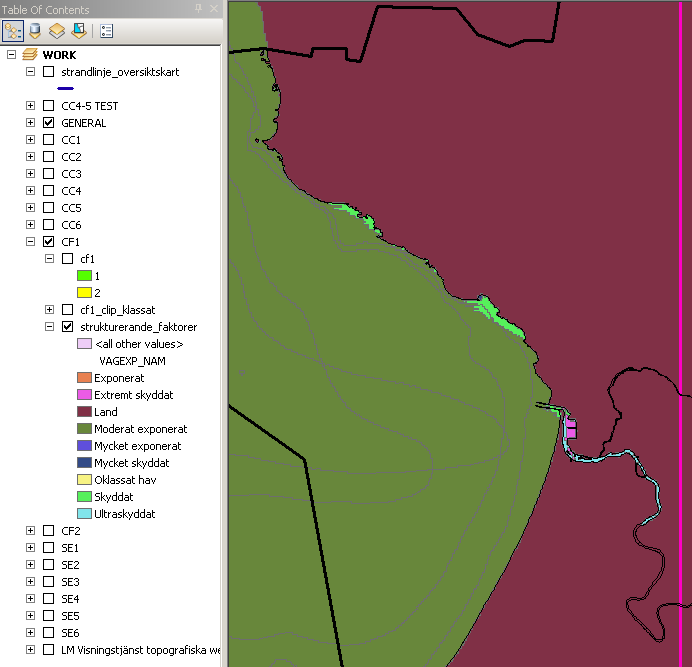 Table Of Contents
WORK
strandlinje_oversiktskart
CC4-5 TEST
GENERAL
CC1
CC2
CC3
CC4
CC5
CC6
CF1
cf1
1
2
cf1_clip_klassat
strukturerande_faktorer
<all other values>
VAGEXP_NAM
Exponerat
Extremt skyddat
Land
Moderat exponerat
Mycket exponerat
Mycket skyddat
Oklassat hav
Skyddat
Ultraskyddat
CF2
SE1
SE2
SE3
SE4
SE5
SE6
LM Visningstjänst topografiska we